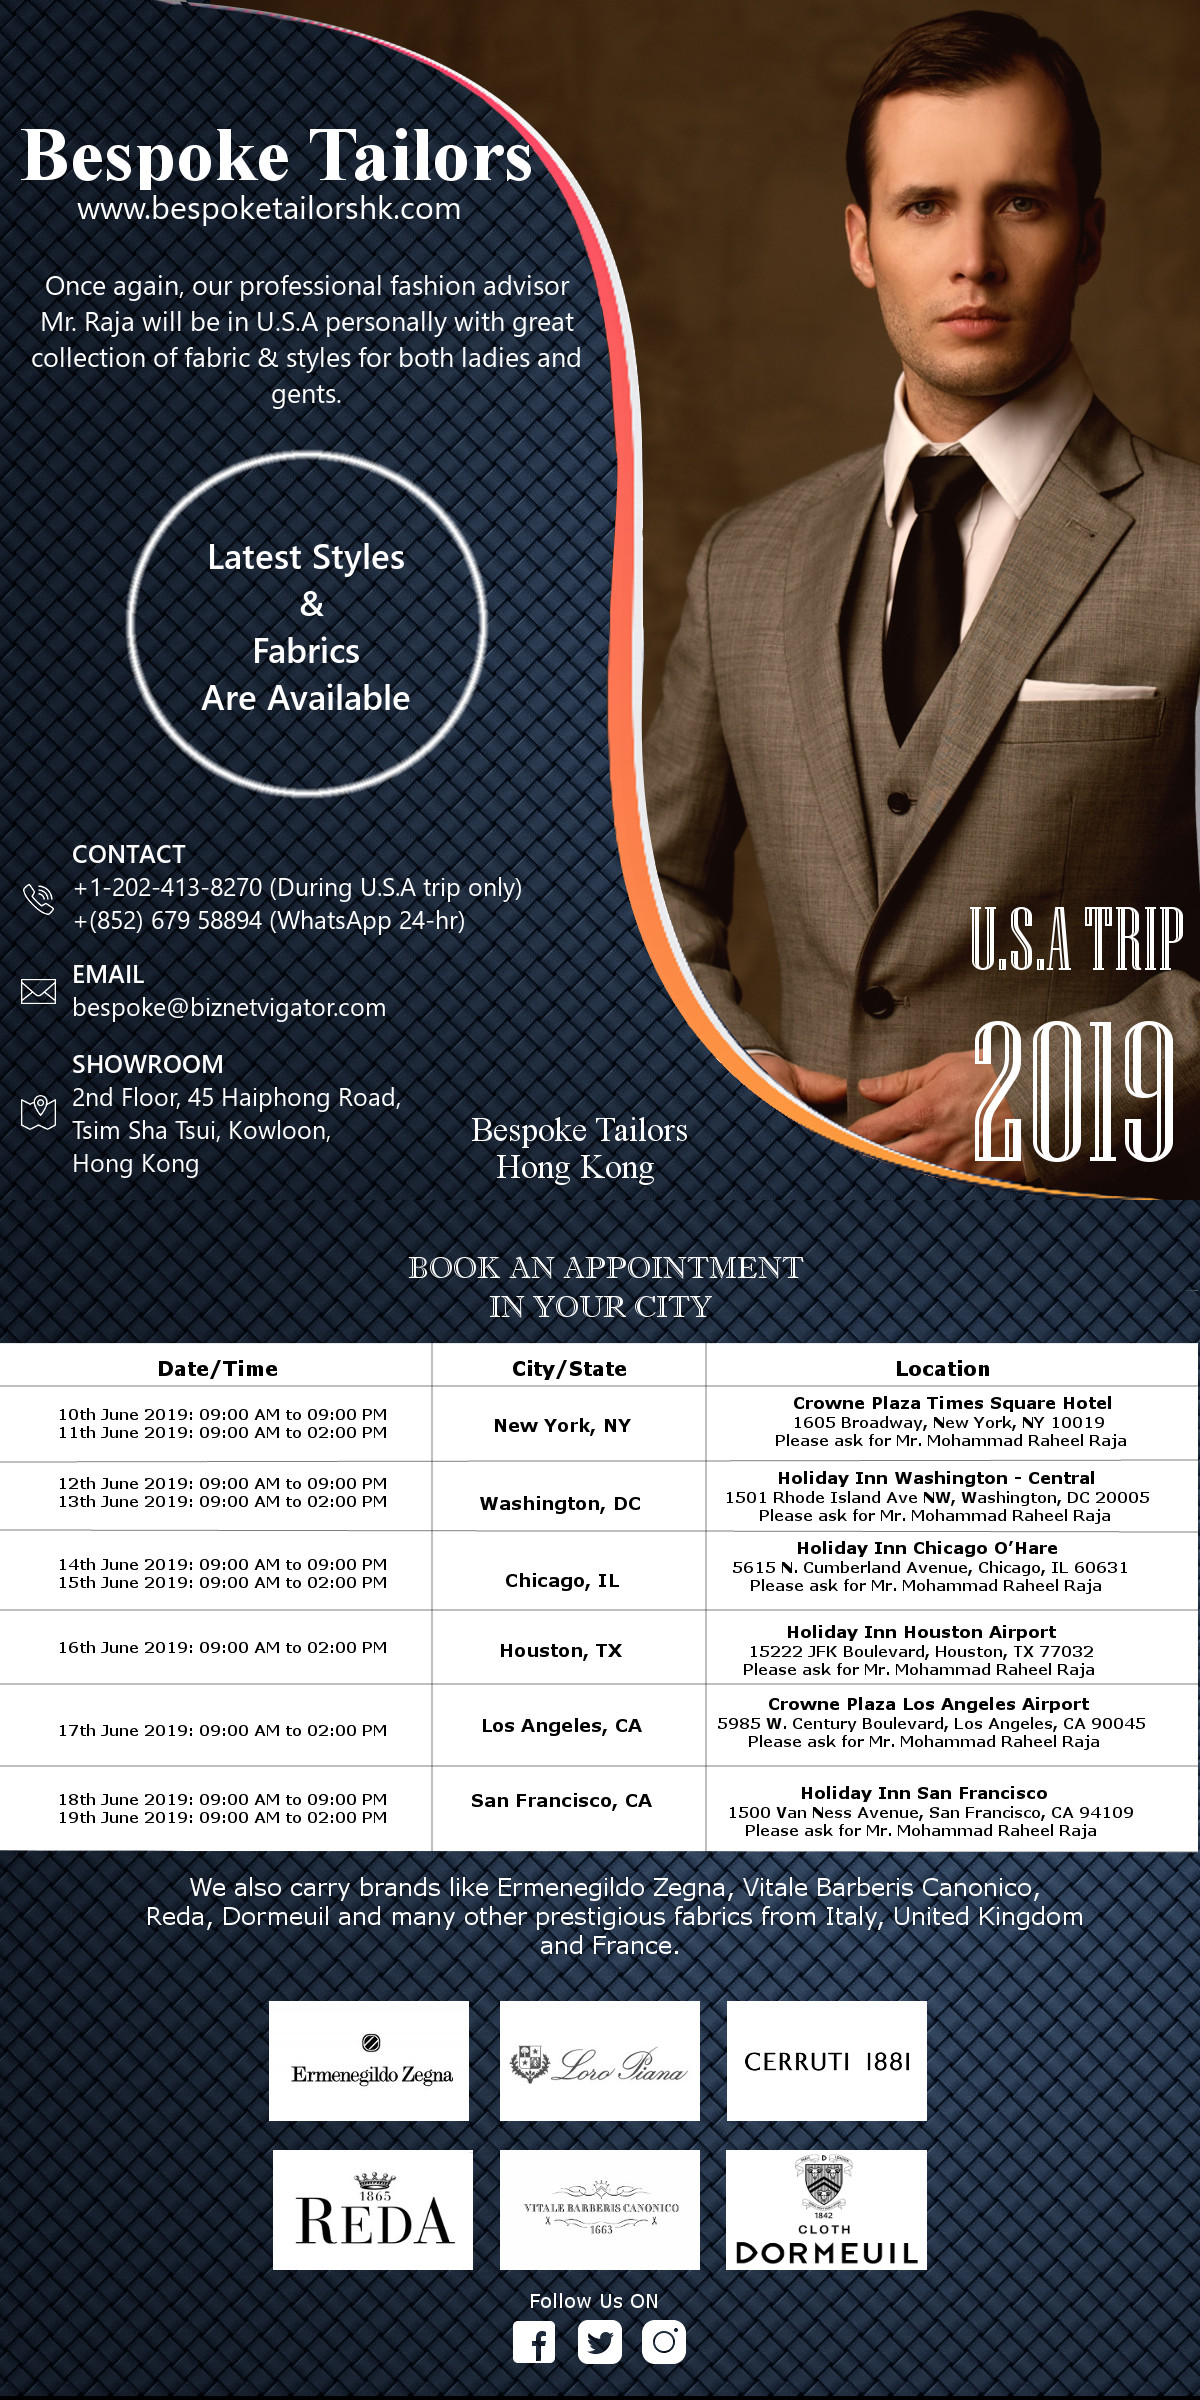 Bespoke Tailors
www.bespoketailorshk.com
Once again, our professional fashion advisor
Mr. Raja will be in U.S.A personally with great
collection of fabric & styles for both ladies and
gents.
Latest Styles
&
Fabrics
Are Available
CONTACT
+1-202-413-8270 (During U.S.A trip only)
+(852) 679 58894 (WhatsApp 24-hr)
EMAIL
bespoke@biznetvigator.com
SHOWROOM
2nd Floor, 45 Haiphong Road,
Tsim Sha Tsui, Kowloon,
Hong Kong
Bespoke Tailors
Hong Kong
U.S.A TRIP
2019
BOOK AN APPOINTMENT
IN YOUR CITY
Date/Time City/State Location
10th June 2019: 09:00 AM to 09:00 PM
11th June 2019: 09:00 AM to 02:00 PM
New York, NY
Crowne Plaza Times Square Hotel
1605 Broadway, New York, NY 10019
Please ask for Mr. Mohammad Raheel Raja
12th June 2019: 09:00 AM to 09:00 PM
13th June 2019: 09:00 AM to 02:00 PM
Washington, DC
Holiday Inn Washington - Central
1501 Rhode Island Ave NW, Washington, DC 20005
Please ask for Mr. Mohammad Raheel Raja
14th June 2019: 09:00 AM to 09:00 PM
15th June 2019: 09:00 AM to 02:00 PM
Chicago, IL
Holiday Inn Chicago O’Hare
5615 N. Cumberland Avenue, Chicago, IL 60631
Please ask for Mr. Mohammad Raheel Raja
16th June 2019: 09:00 AM to 02:00 PM
Houston, TX
Holiday Inn Houston Airport
15222 JFK Boulevard, Houston, TX 77032
Please ask for Mr. Mohammad Raheel Raja
17th June 2019: 09:00 AM to 02:00 PM
Los Angeles, CA
Crowne Plaza Los Angeles Airport
5985 W. Century Boulevard, Los Angeles, CA 90045
Please ask for Mr. Mohammad Raheel Raja
18th June 2019: 09:00 AM to 09:00 PM
19th June 2019: 09:00 AM to 02:00 PM
San Francisco, CA
Holiday Inn San Francisco
1500 Van Ness Avenue, San Francisco, CA 94109
Please ask for Mr. Mohammad Raheel Raja
We also carry brands like Ermenegildo Zegna, Vitale Barberis Canonico,
Reda, Dormeuil and many other prestigious fabrics from Italy, United Kingdom
and France.
Ermenegildo Zegna
Loro Piana
CERRUTI 1881
1865
REDA
VITALE BARBERIS CANONICO
1663
1842
CLOTH
DORMEUIL
Follow Us ON